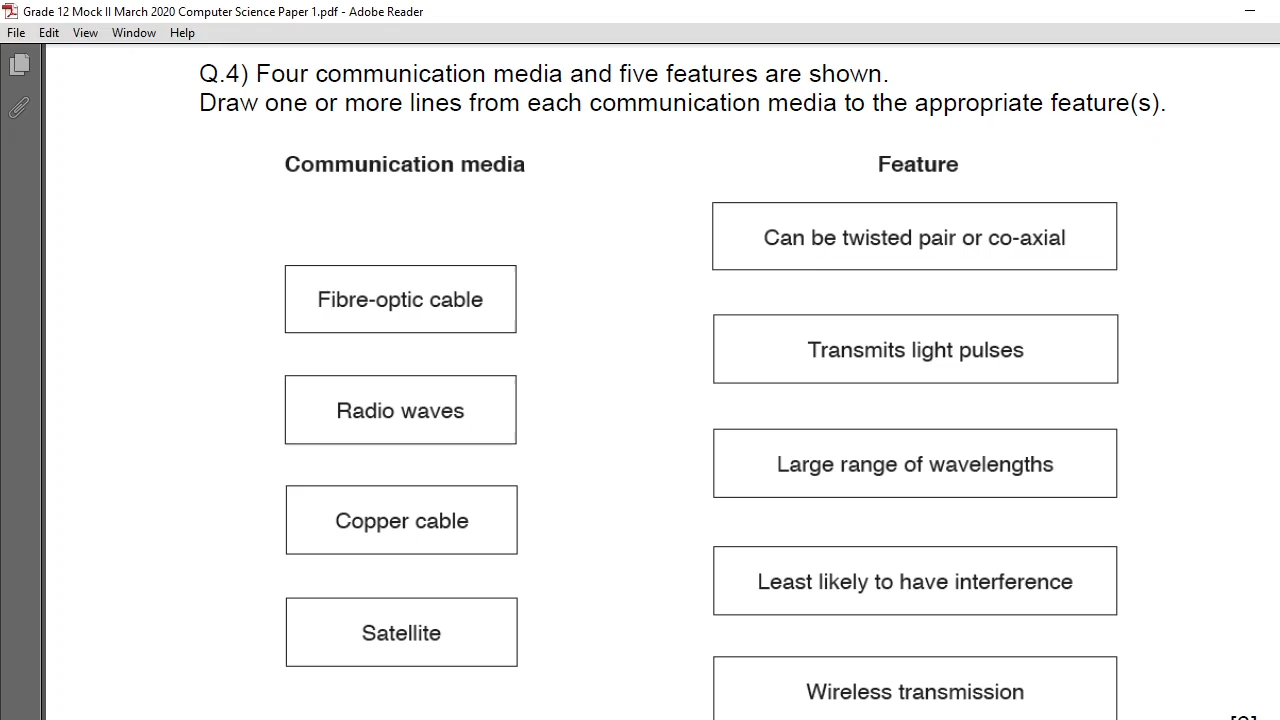 Grade 12 Mock II March 2020 Computer Science Paper 1.pdf - Adobe Reader
File Edit View Window Help
Q.4) Four communication media and five features are shown.
Draw one or more lines from each communication media to the appropriate feature(s).
Communication media
Feature
Can be twisted pair or co-axial
Fibre-optic cable
Transmits light pulses
Radio waves
Large range of wavelengths
Copper cable
Least likely to have interference
Satellite
Wireless transmission